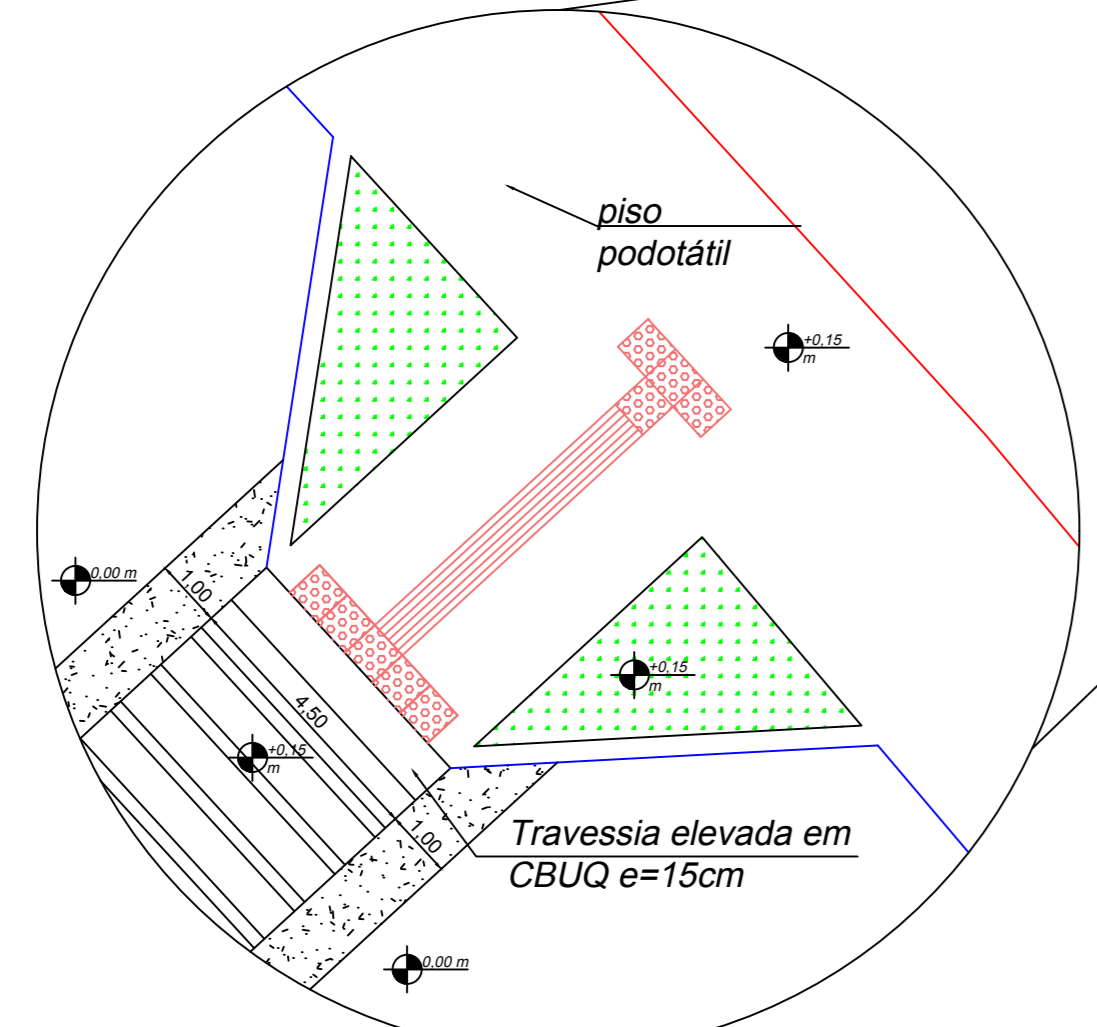 piso
podotátil
+0,15
m
0,00 m
1,00
4,50
+0,15
m
+0,15
m
1,00
Travessia elevada em
CBUQ e=15cm
0,00 m